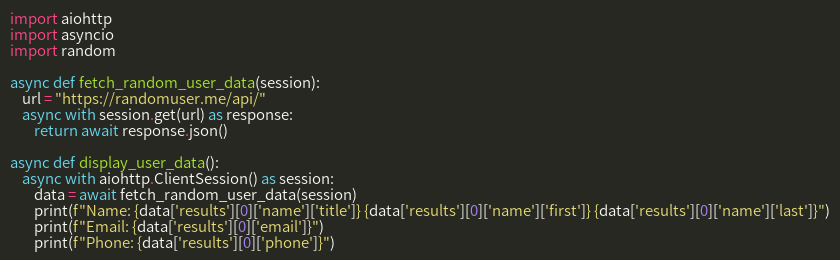 import aiohttp
import asyncio
import random

async def fetch_random_user_data(session):
    url = "https://randomuser.me/api/"
    async with session.get(url) as response:
        return await response.json()

async def display_user_data():
    async with aiohttp.ClientSession() as session:
        data = await fetch_random_user_data(session)
        print(f"Name: {data['results'][0]['name']['title']} {data['results'][0]['name']['first']} {data['results'][0]['name']['last']}")
        print(f"Email: {data['results'][0]['email']}")
        print(f"Phone: {data['results'][0]['phone']}")